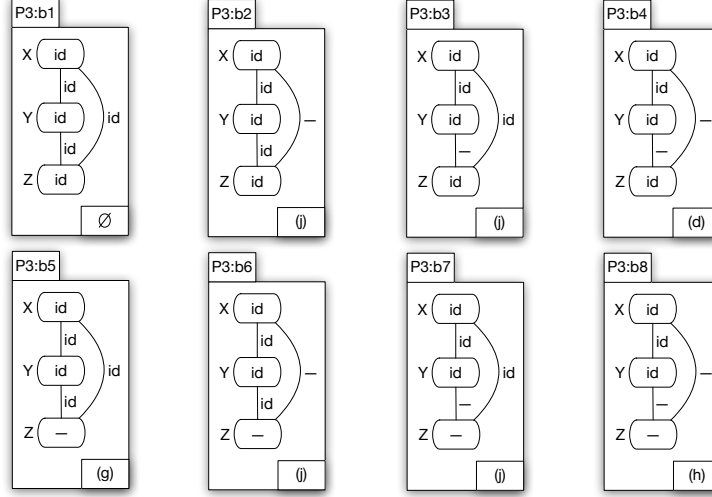 P3:b1 P3:b2 P3:b3 P3:b4
X id X id X id X id
id id id id
Y id id Y id — Y id id Y id —
id id — —
Z id Z id Z id Z id
Ø (j) (j) (d)
P3:b5 P3:b6 P3:b7 P3:b8
X id X id X id X id
id id id id
Y id id Y id — Y id id Y id —
id id — —
Z — Z — Z — Z —
(g) (j) (j) (h)